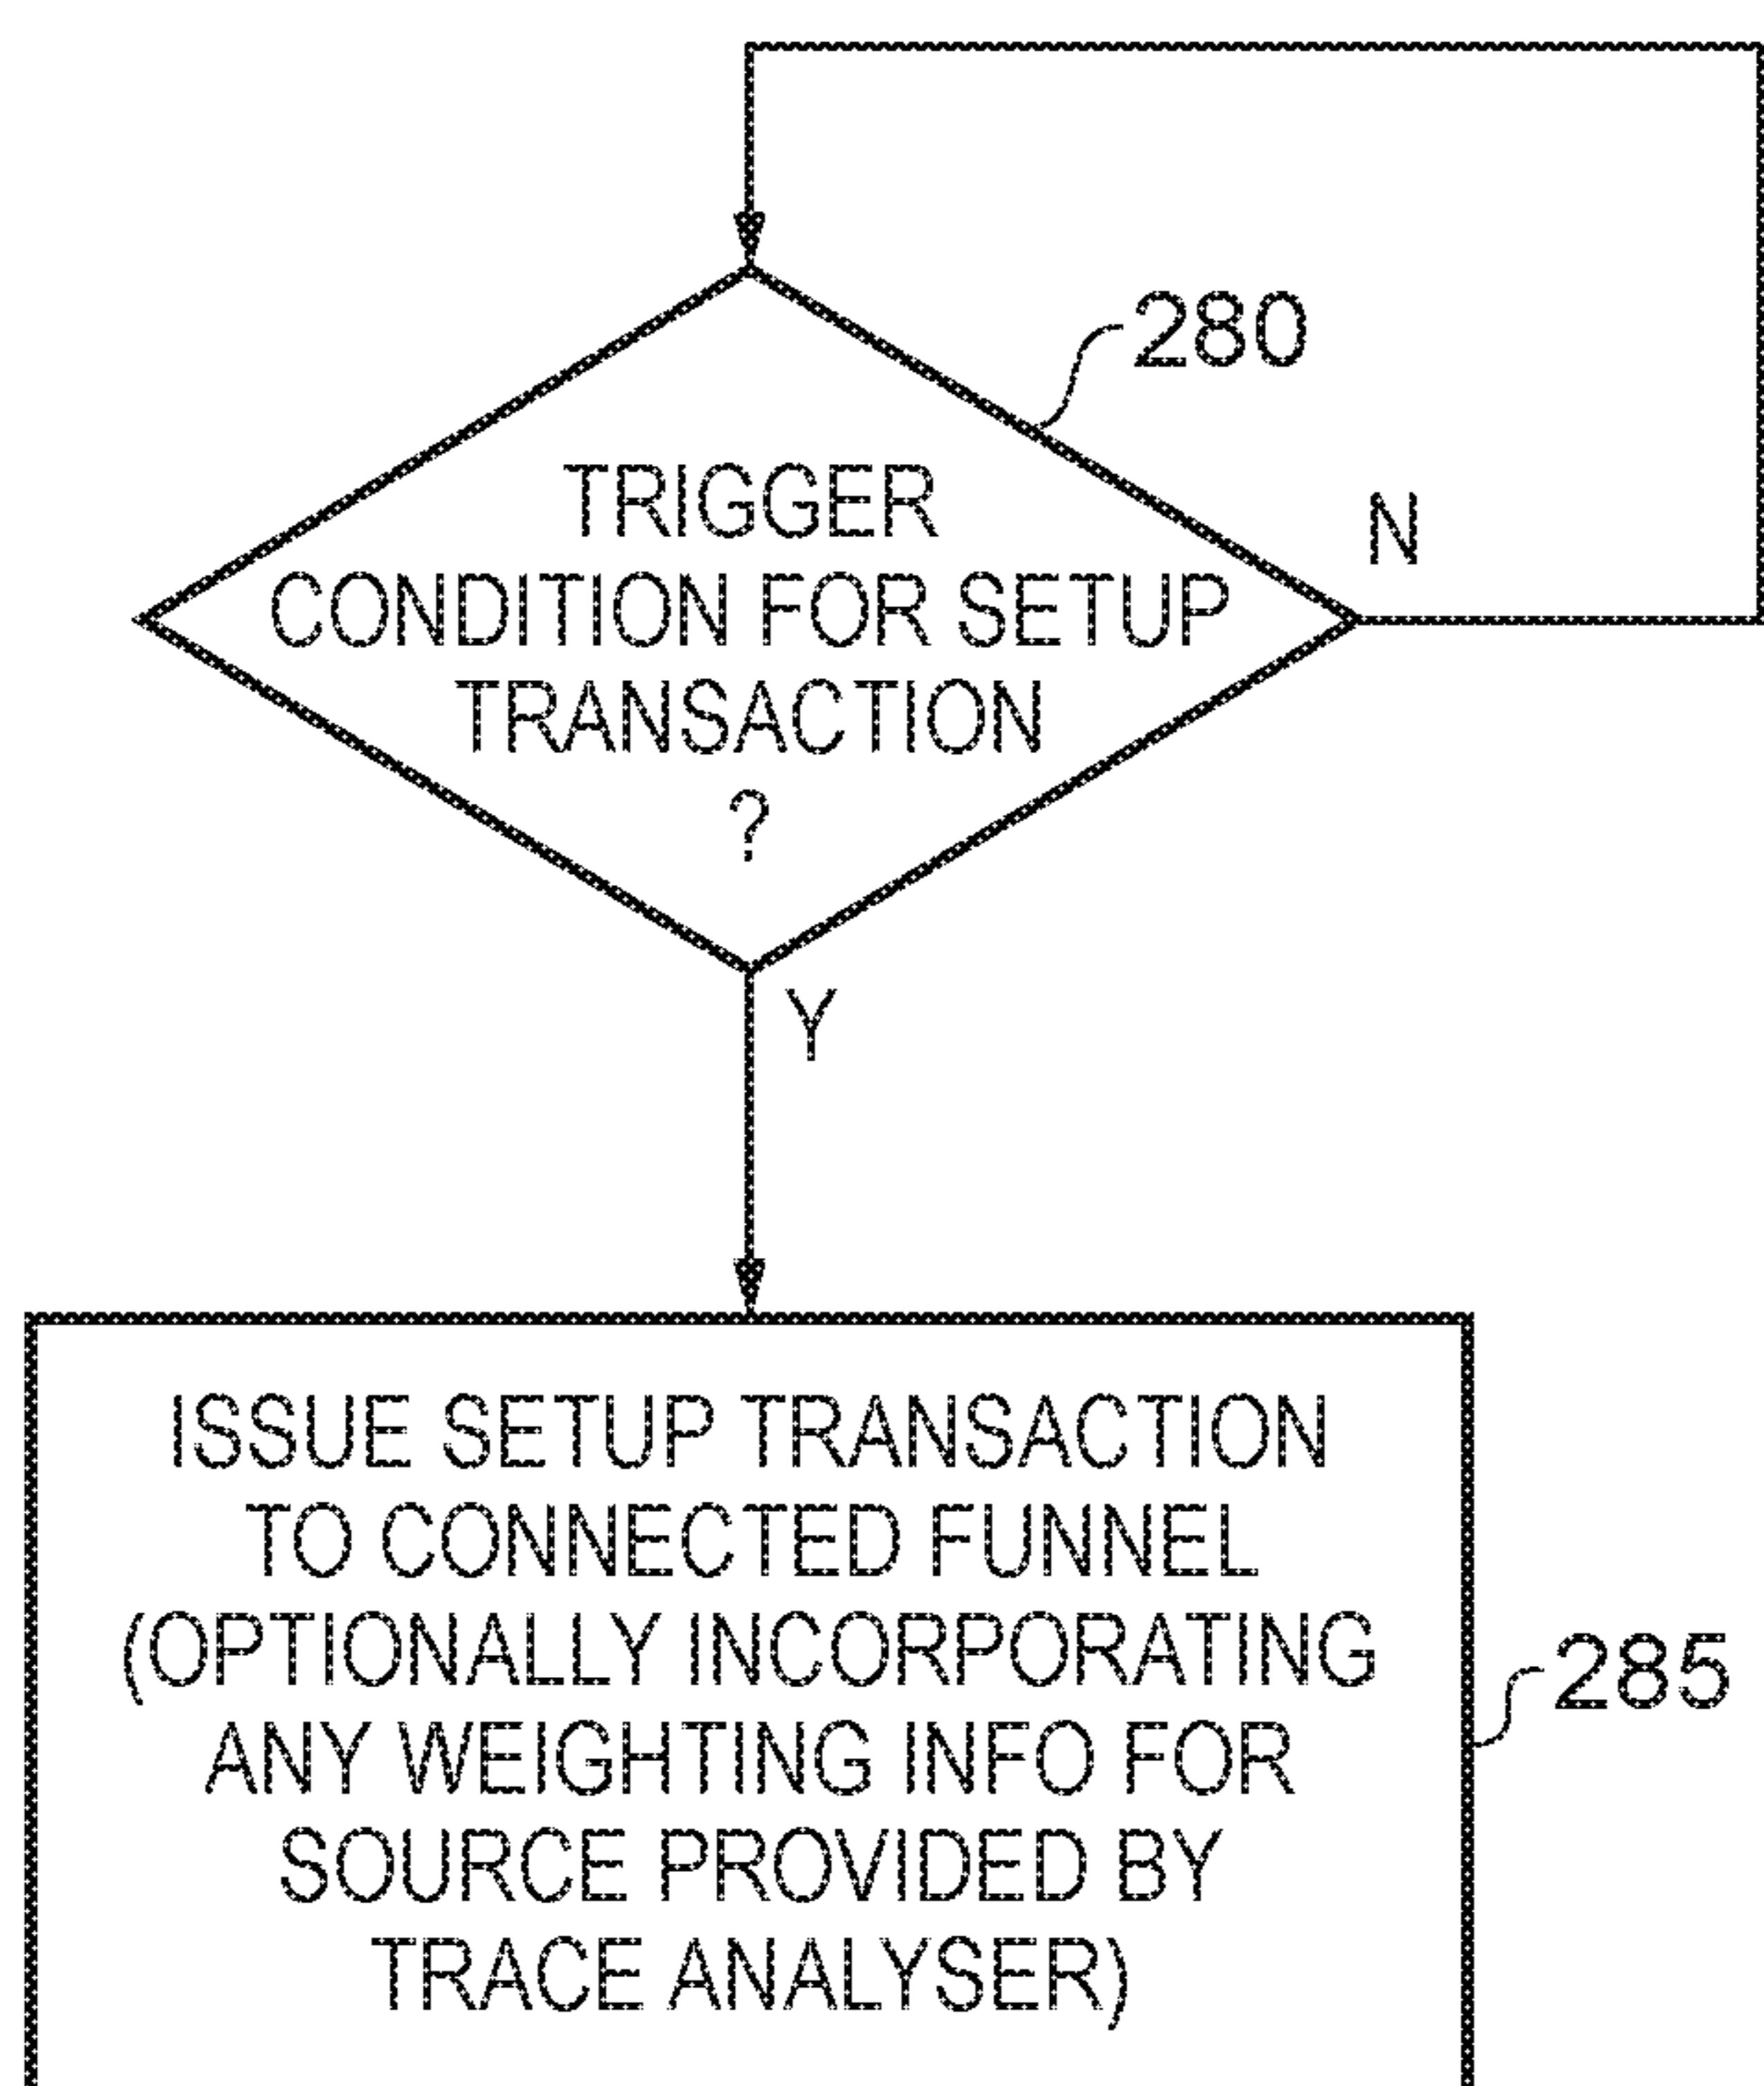 280
TRIGGER
CONDITION FOR SETUP
TRANSACTION
?
N
Y
ISSUE SETUP TRANSACTION
TO CONNECTED FUNNEL
(OPTIONALLY INCORPORATING
ANY WEIGHTING INFO FOR
SOURCE PROVIDED BY
TRACE ANALYSER)
285